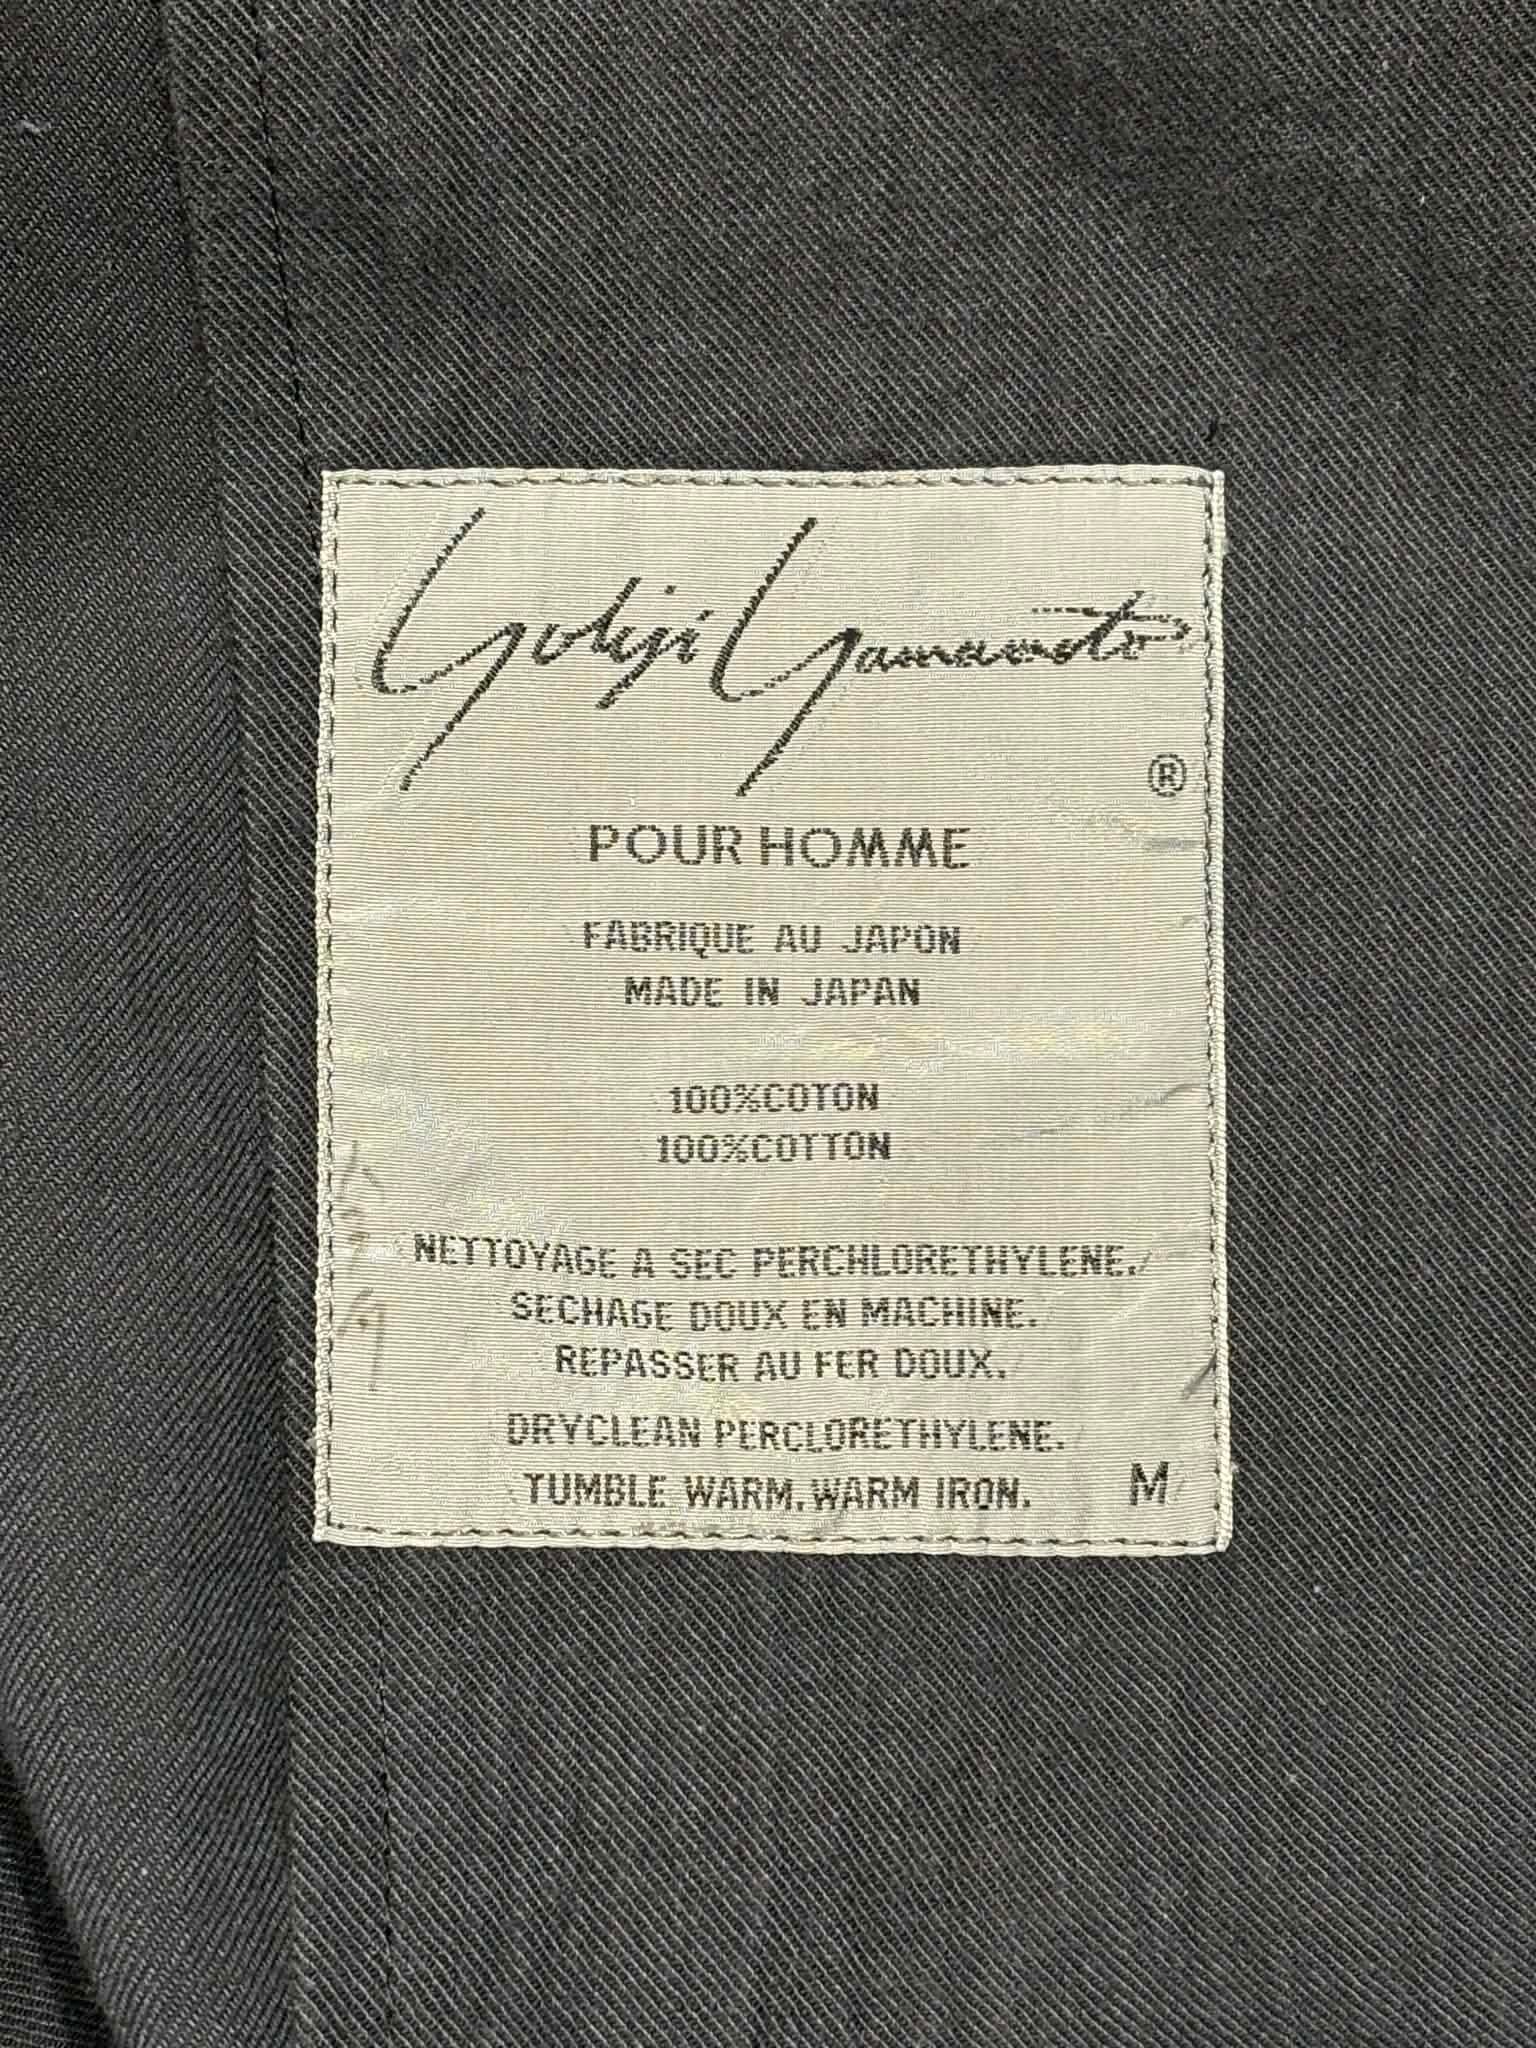 Yohji Yamamoto
®
POUR HOMME
FABRIQUE AU JAPON
MADE IN JAPAN
100%COTON
100%COTTON
NETTOYAGE A SEC PERCHLORETHYLENE.
SECHAGE DOUX EN MACHINE.
REPASSER AU FER DOUX.
DRYCLEAN PERCLORETHYLENE.
TUMBLE WARM, WARM IRON. M